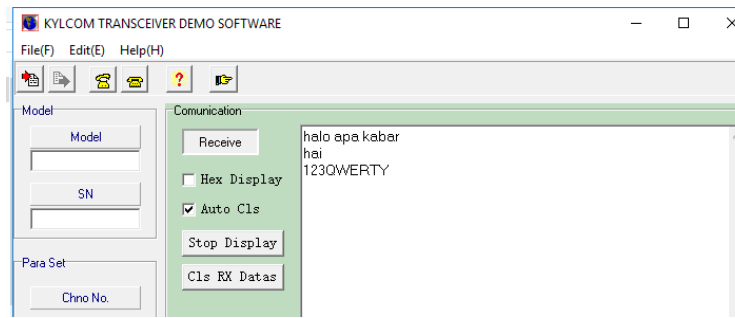 KYLCOM TRANSCEIVER DEMO SOFTWARE
File(F) Edit(E) Help(H)
Model
Model
SN
Para Set
Chno No.
Comunication
Receive
Hex Display
Auto Cls
Stop Display
Cls RX Datas
halo apa kabar
hai
123QWERTY